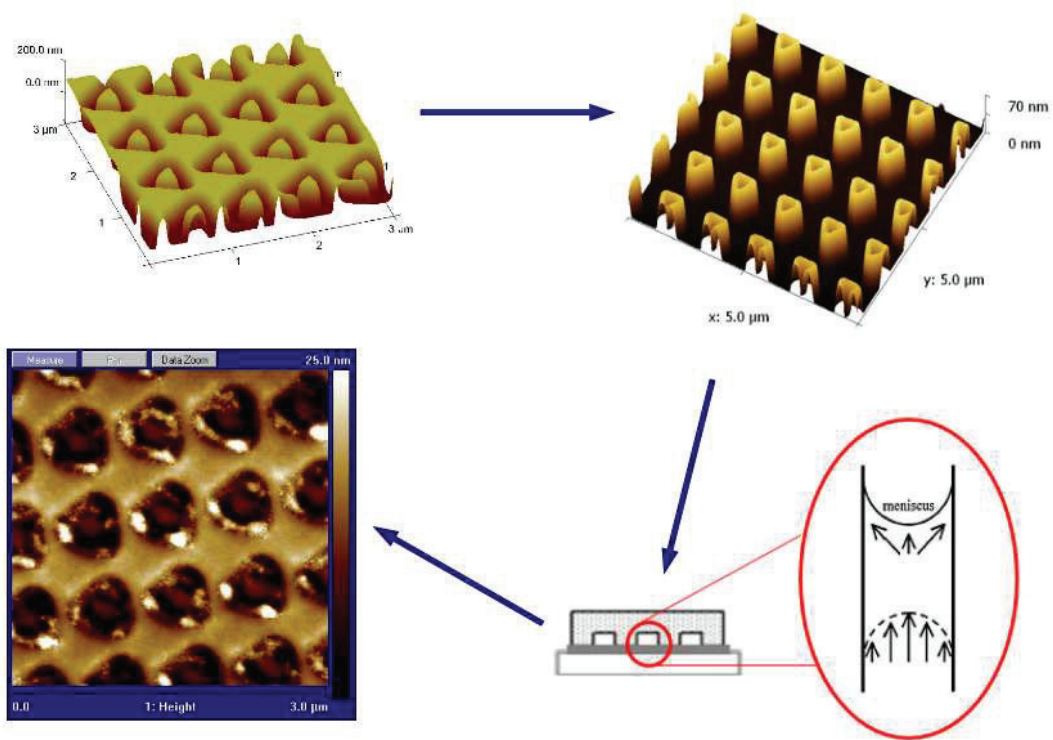 200.0 nm
0.0 nm
3 µm
2
1
1
2
3 µm
70 nm
0 nm
y: 5.0 µm
x: 5.0 µm
Measure
Data Zoom
25.0 nm
0.0
1: Height
3.0 µm
meniscus